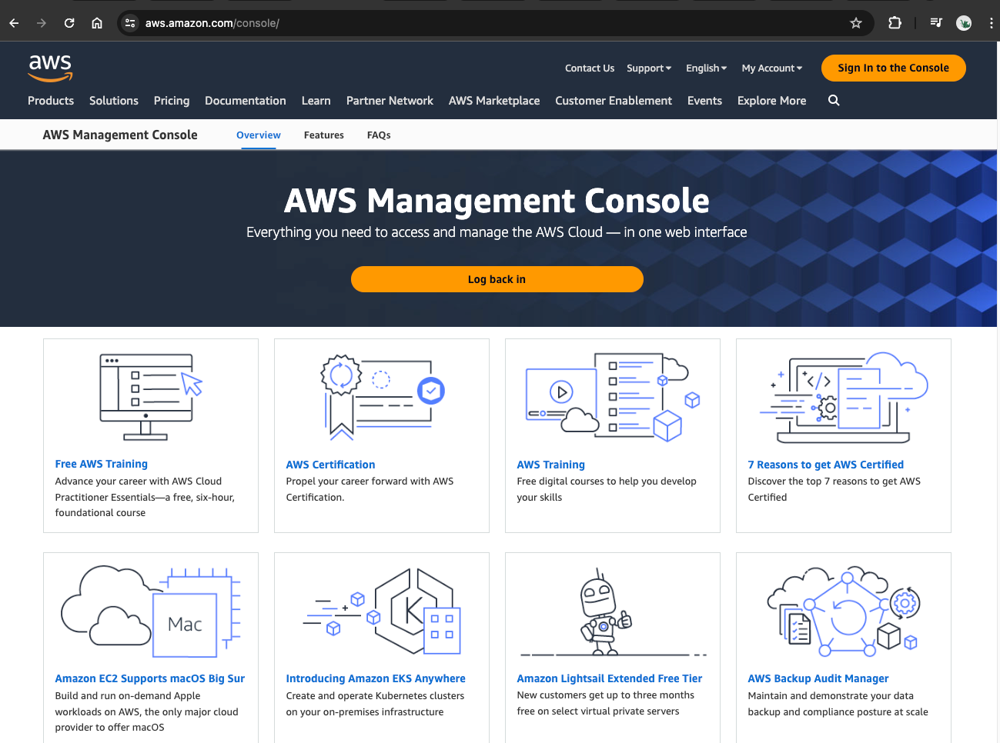 aws.amazon.com/console/
aws
Contact Us Support English My Account Sign In to the Console
Products Solutions Pricing Documentation Learn Partner Network AWS Marketplace Customer Enablement Events Explore More
AWS Management Console Overview Features FAQs
AWS Management Console
Everything you need to access and manage the AWS Cloud — in one web interface
Log back in
Free AWS Training
Advance your career with AWS Cloud
Practitioner Essentials—a free, six-hour,
foundational course
AWS Certification
Propel your career forward with AWS
Certification.
AWS Training
Free digital courses to help you develop
your skills
</>
7 Reasons to get AWS Certified
Discover the top 7 reasons to get AWS
Certified
Mac
Amazon EC2 Supports macOS Big Sur
Build and run on-demand Apple
workloads on AWS, the only major cloud
provider to offer macOS
K
Introducing Amazon EKS Anywhere
Create and operate Kubernetes clusters
on your on-premises infrastructure
Amazon Lightsail Extended Free Tier
New customers get up to three months
free on select virtual private servers
AWS Backup Audit Manager
Maintain and demonstrate your data
backup and compliance posture at scale